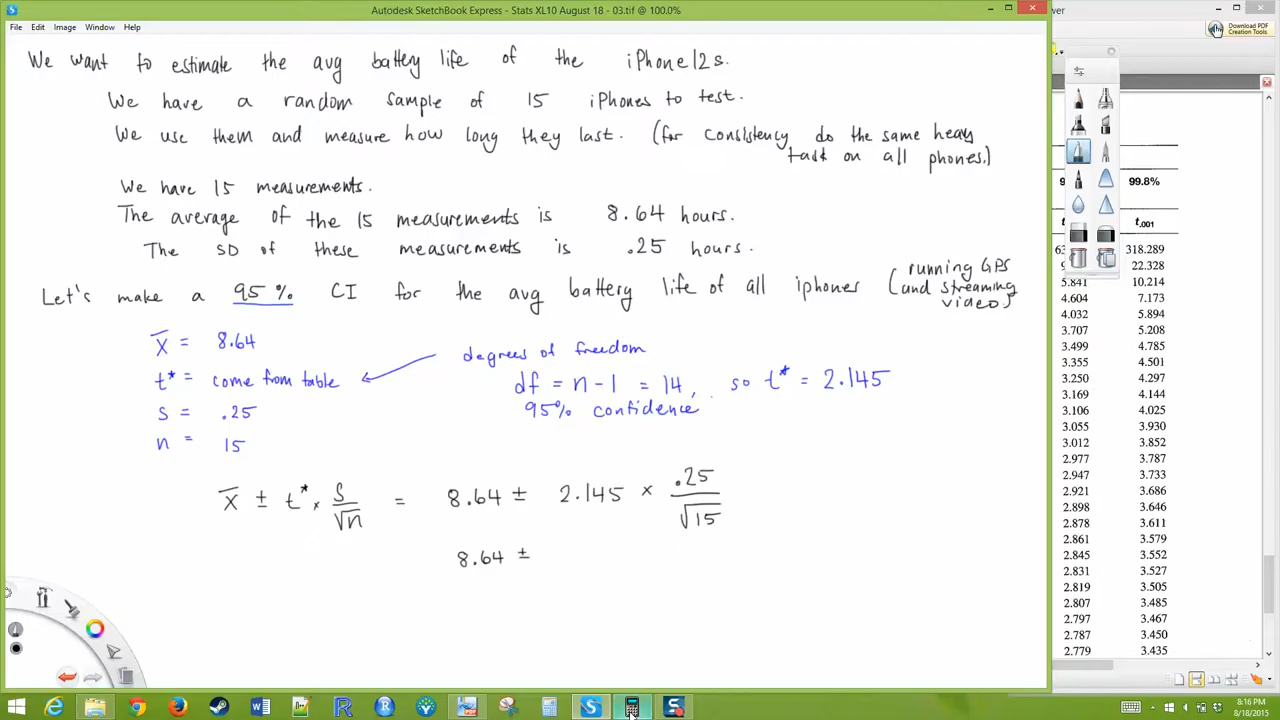 Autodesk SketchBook Express - Stats XL10 August 18 - 03.tif @ 100.0%
File Edit Image Window Help
We want to estimate the avg battery life of the iPhone12s.
We have a random sample of 15 iPhones to test.
We use them and measure how long they last. (for consistency do the same heavy
task on all phones.)
We have 15 measurements.
The average of the 15 measurements is 8.64 hours.
The SD of these measurements is .25 hours.
Let's make a 95% CI for the avg battery life of all iphones (running GPS
and streaming
video)
x̄ = 8.64
t* = come from table
s = .25
n = 15
degrees of freedom
df = n-1 = 14, so t* = 2.145
95% confidence
x̄ ± t* × s/√n = 8.64 ± 2.145 × .25/√15
8.64 ±
Download PDF
Creation Tools
99.8%
t.001
318.289
22.328
5.841 10.214
4.604 7.173
4.032 5.894
3.707 5.208
3.499 4.785
3.355 4.501
3.250 4.297
3.169 4.144
3.106 4.025
3.055 3.930
3.012 3.852
2.977 3.787
2.947 3.733
2.921 3.686
2.898 3.646
2.878 3.611
2.861 3.579
2.845 3.552
2.831 3.527
2.819 3.505
2.807 3.485
2.797 3.467
2.787 3.450
2.779 3.435
8:16 PM
8/18/2015